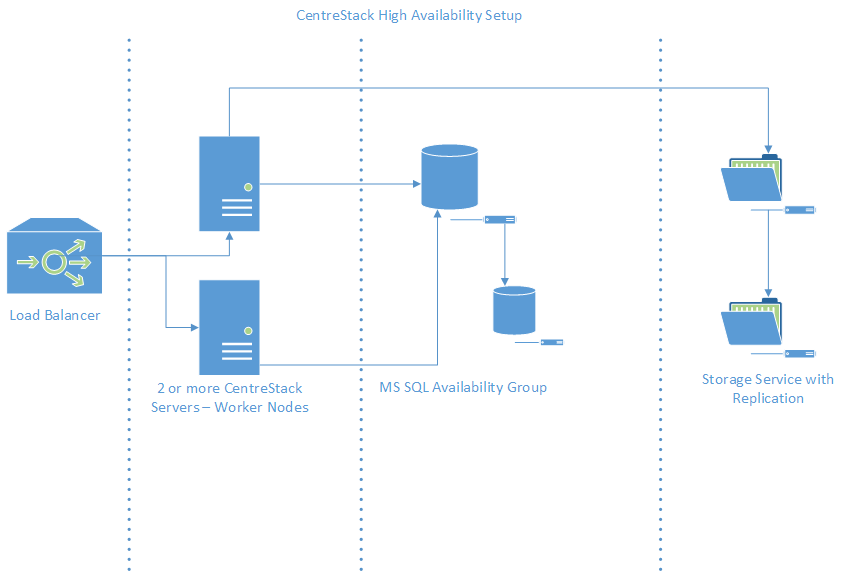 CentreStack High Availability Setup
Load Balancer
2 or more CentreStack
Servers – Worker Nodes
MS SQL Availability Group
Storage Service with
Replication